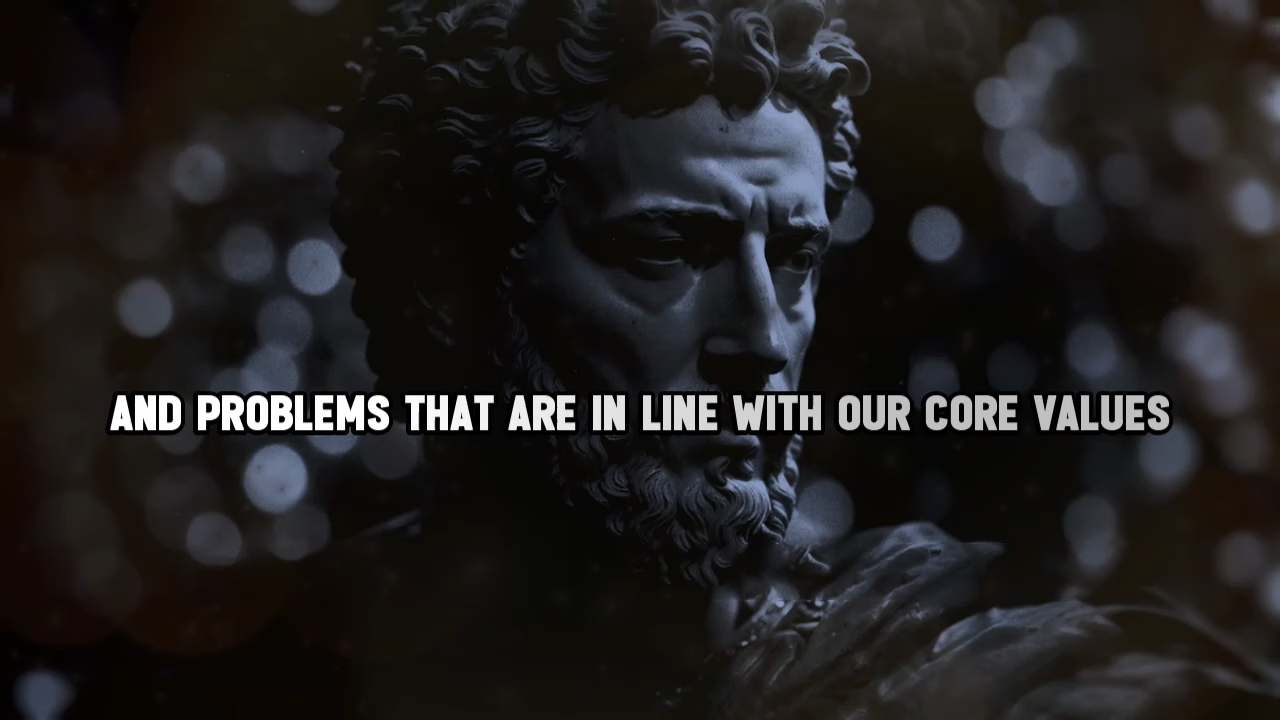 AND PROBLEMS THAT ARE IN LINE WITH OUR CORE VALUES